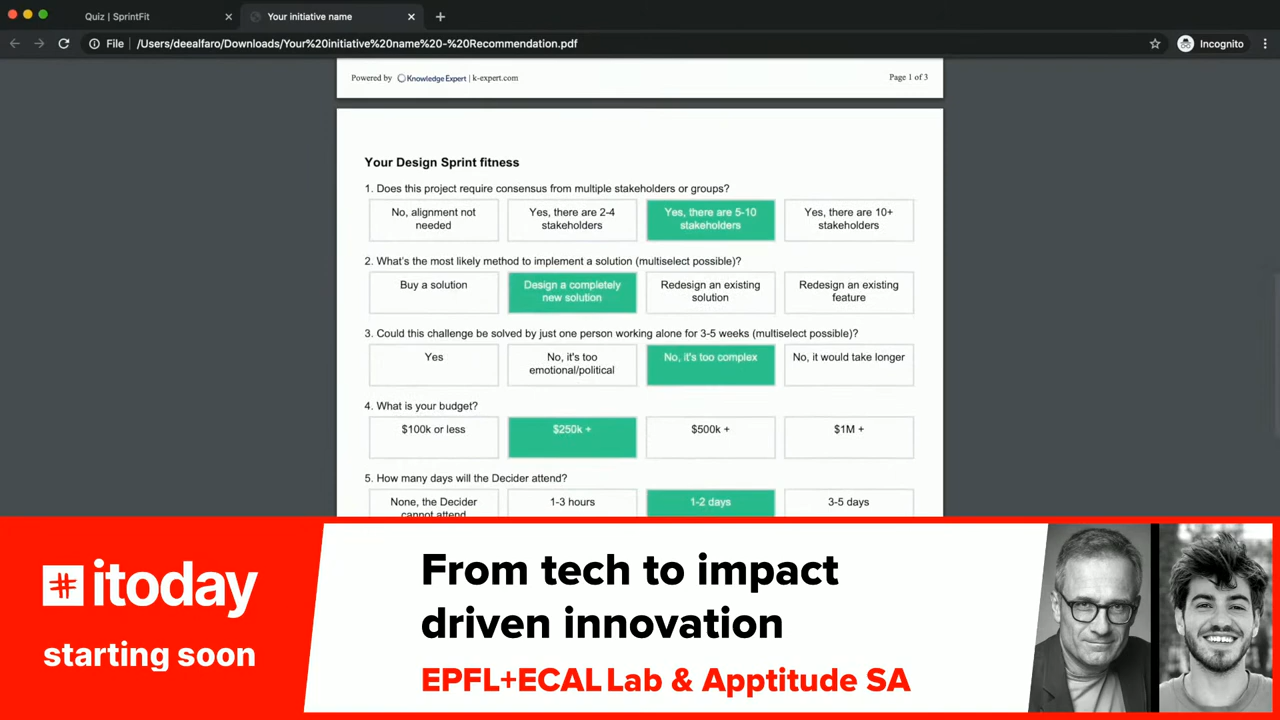 Quiz | SprintFit
Your initiative name
File
/Users/deealfaro/Downloads/Your%20initiative%20name%20-%20Recommendation.pdf
Incognito
Powered by KnowledgeExpert | k-expert.com
Page 1 of 3
Your Design Sprint fitness
1. Does this project require consensus from multiple stakeholders or groups?
No, alignment not
needed
Yes, there are 2-4
stakeholders
Yes, there are 5-10
stakeholders
Yes, there are 10+
stakeholders
2. What's the most likely method to implement a solution (multiselect possible)?
Buy a solution
Design a completely
new solution
Redesign an existing
solution
Redesign an existing
feature
3. Could this challenge be solved by just one person working alone for 3-5 weeks (multiselect possible)?
Yes
No, it's too
emotional/political
No, it's too complex
No, it would take longer
4. What is your budget?
$100k or less
$250k +
$500k +
$1M +
5. How many days will the Decider attend?
None, the Decider
cannot attend
1-3 hours
1-2 days
3-5 days
# itoday
starting soon
From tech to impact
driven innovation
EPFL+ECAL Lab & Apptitude SA